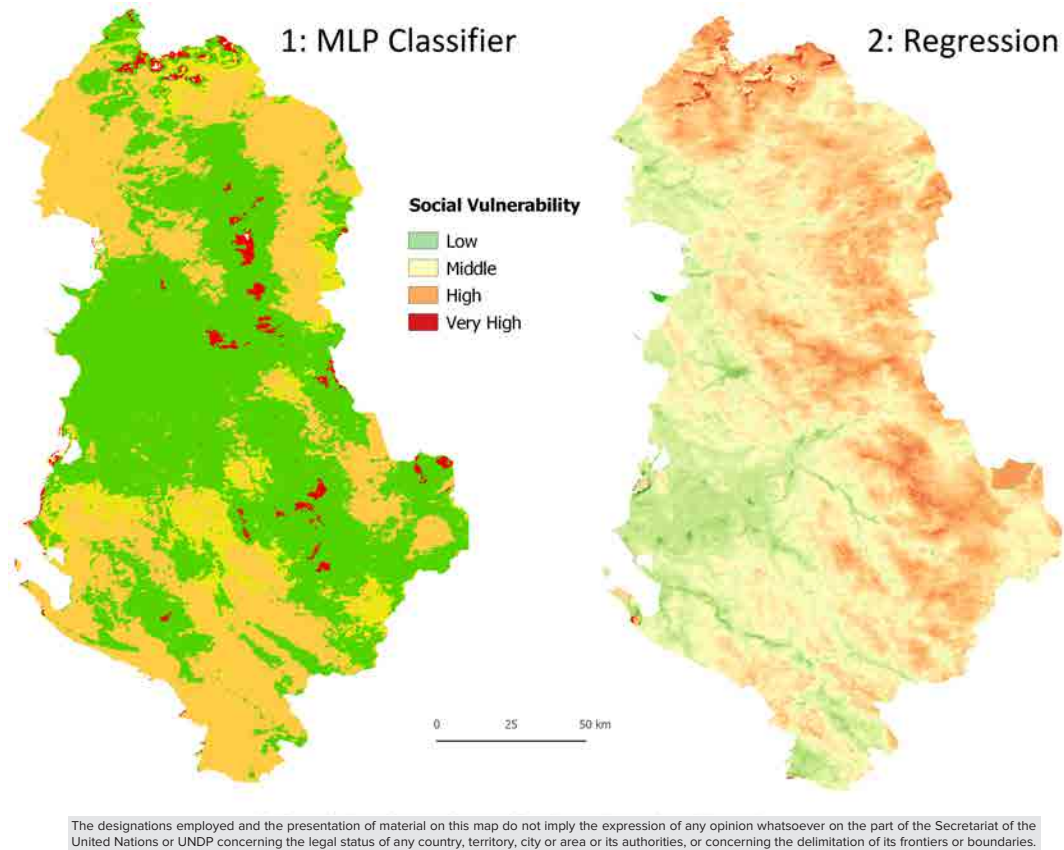 1: MLP Classifier
2: Regression
Social Vulnerability
Low
Middle
High
Very High
0 25 50 km
The designations employed and the presentation of material on this map do not imply the expression of any opinion whatsoever on the part of the Secretariat of the
United Nations or UNDP concerning the legal status of any country, territory, city or area or its authorities, or concerning the delimitation of its frontiers or boundaries.